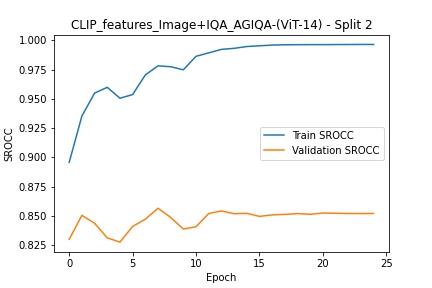 CLIP_features_Image+IQA_AGIQA-(ViT-14) - Split 2
1.000
0.975
0.950
0.925
0.900
0.875
0.850
0.825
SROCC
Train SROCC
Validation SROCC
0 5 10 15 20 25
Epoch